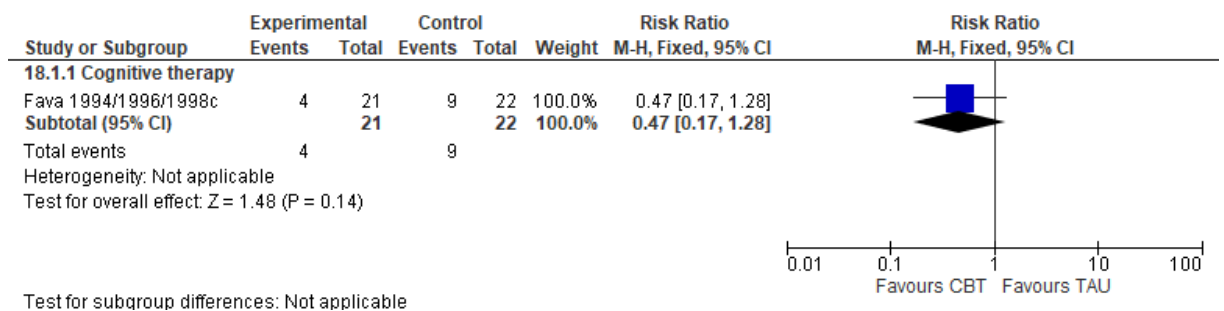 Experimental Control Risk Ratio Risk Ratio
Study or Subgroup Events Total Events Total Weight M-H, Fixed, 95% CI M-H, Fixed, 95% CI
18.1.1 Cognitive therapy
Fava 1994/1996/1998c 4 21 9 22 100.0% 0.47 [0.17, 1.28]
Subtotal (95% CI) 21 22 100.0% 0.47 [0.17, 1.28]
Total events 4 9
Heterogeneity: Not applicable
Test for overall effect: Z = 1.48 (P = 0.14)
0.01 0.1 1 10 100
Favours CBT Favours TAU
Test for subgroup differences: Not applicable